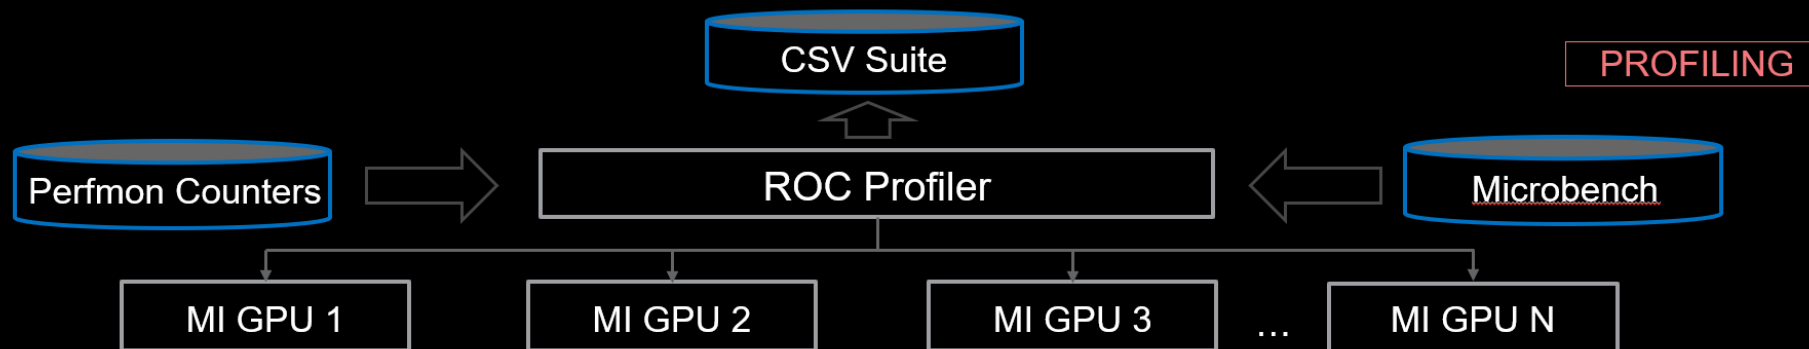 CSV Suite
PROFILING
Perfmon Counters
ROC Profiler
Microbench
MI GPU 1
MI GPU 2
MI GPU 3
...
MI GPU N